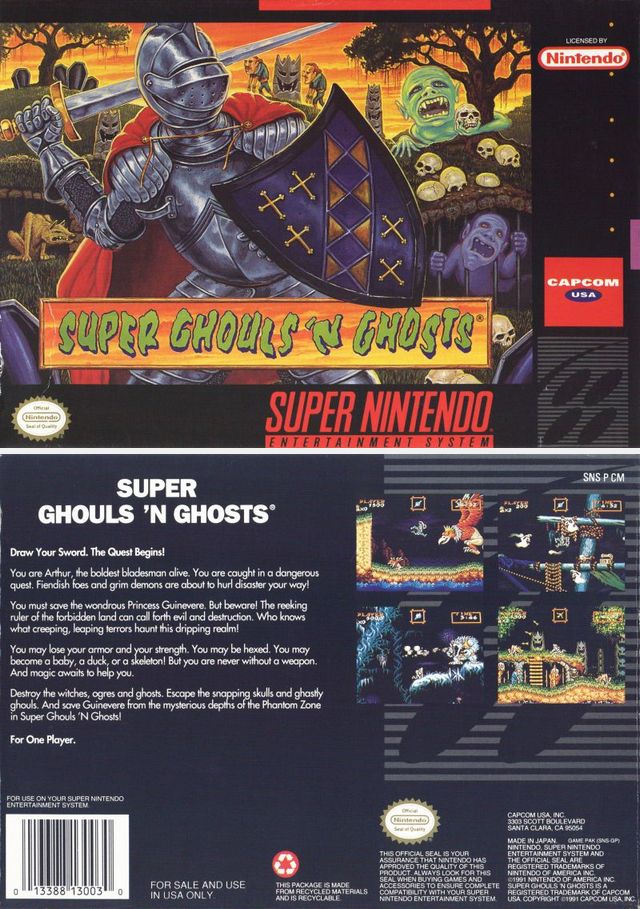 LICENSED BY
Nintendo®
CAPCOM
USA
SUPER GHOULS 'N GHOSTS®
Official
Nintendo
Seal of Quality
SUPER NINTENDO
ENTERTAINMENT SYSTEM
SNS P CM
SUPER
GHOULS 'N GHOSTS®
Draw Your Sword. The Quest Begins!
You are Arthur, the boldest bladesman alive. You are caught in a dangerous
quest. Fiendish foes and grim demons are about to hurl disaster your way!
You must save the wondrous Princess Guinevere. But beware! The reeking
ruler of the forbidden land can call forth evil and destruction. Who knows
what creeping, leaping terrors haunt this dripping realm!
You may lose your armor and your strength. You may be hexed. You may
become a baby, a duck, or a skeleton! But you are never without a weapon.
And magic awaits to help you.
Destroy the witches, ogres and ghosts. Escape the snapping skulls and ghastly
ghouls. And save Guinevere from the mysterious depths of the Phantom Zone
in Super Ghouls 'N Ghosts!
For One Player.
FOR USE ON YOUR SUPER NINTENDO
ENTERTAINMENT SYSTEM.
0 13388 13003 0
FOR SALE AND USE
IN USA ONLY
THIS PACKAGE IS MADE
FROM RECYCLED MATERIALS
AND IS RECYCLABLE.
Official
Nintendo
Seal of Quality
THIS OFFICIAL SEAL IS YOUR
ASSURANCE THAT NINTENDO HAS
APPROVED THE QUALITY OF THIS
PRODUCT. ALWAYS LOOK FOR THIS
SEAL WHEN BUYING GAMES AND
ACCESSORIES TO ENSURE COMPLETE
COMPATIBILITY WITH YOUR SUPER
NINTENDO ENTERTAINMENT SYSTEM.
CAPCOM USA, INC.
3303 SCOTT BOULEVARD
SANTA CLARA, CA 95054
MADE IN JAPAN GAME PAK (SNS-GP)
NINTENDO, SUPER NINTENDO
ENTERTAINMENT SYSTEM AND
THE OFFICIAL SEAL ARE
REGISTERED TRADEMARKS OF
NINTENDO OF AMERICA INC.
©1991 NINTENDO OF AMERICA INC.
SUPER GHOULS 'N GHOSTS IS A
REGISTERED TRADEMARK OF CAPCOM
USA. COPYRIGHT ©1991 CAPCOM USA, INC.